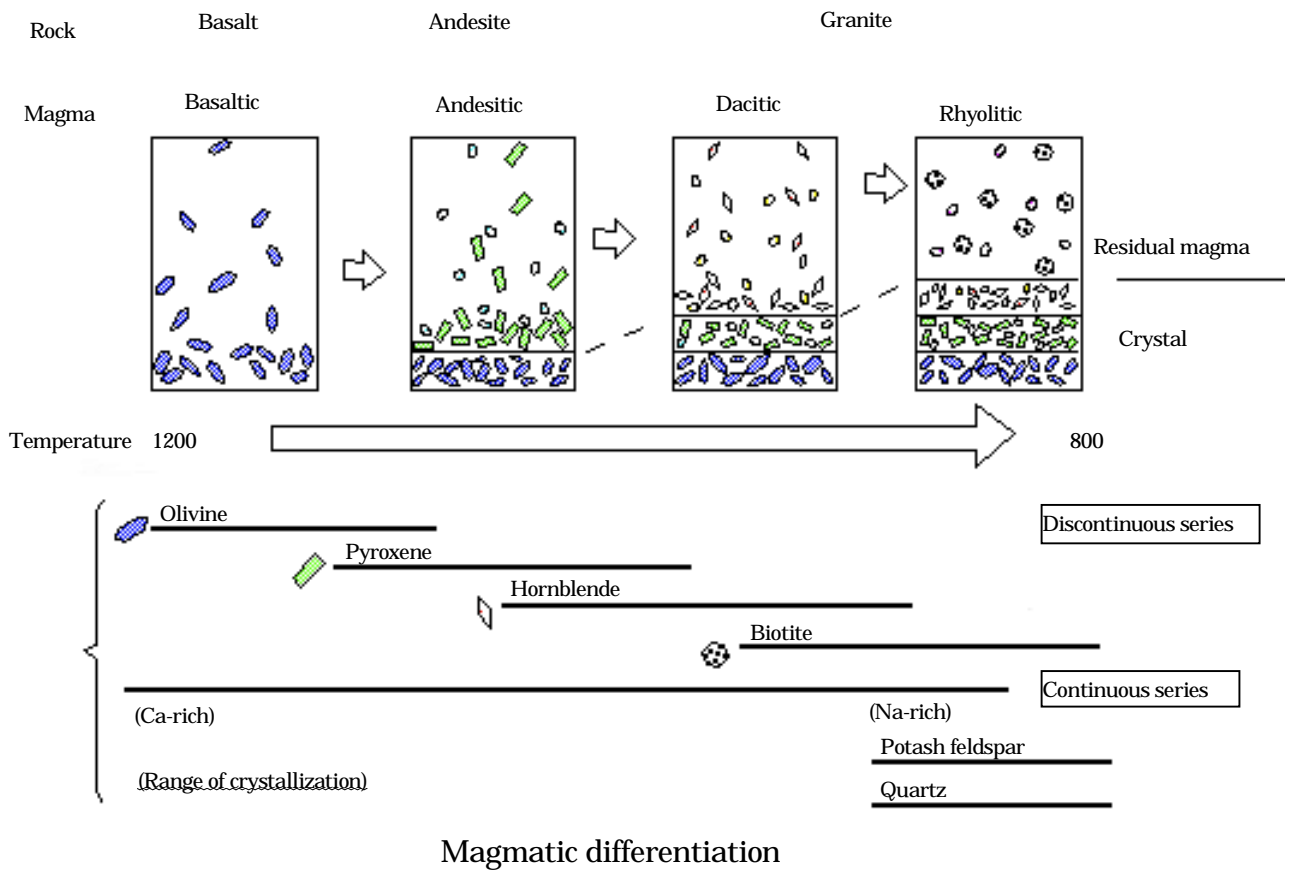 Rock Basalt Andesite Granite
Magma Basaltic Andesitic Dacitic Rhyolitic
Residual magma
Crystal
Temperature 1200 800
Olivine
Discontinuous series
Pyroxene
Hornblende
Biotite
Continuous series
(Ca-rich) (Na-rich)
Potash feldspar
(Range of crystallization)
Quartz
Magmatic differentiation